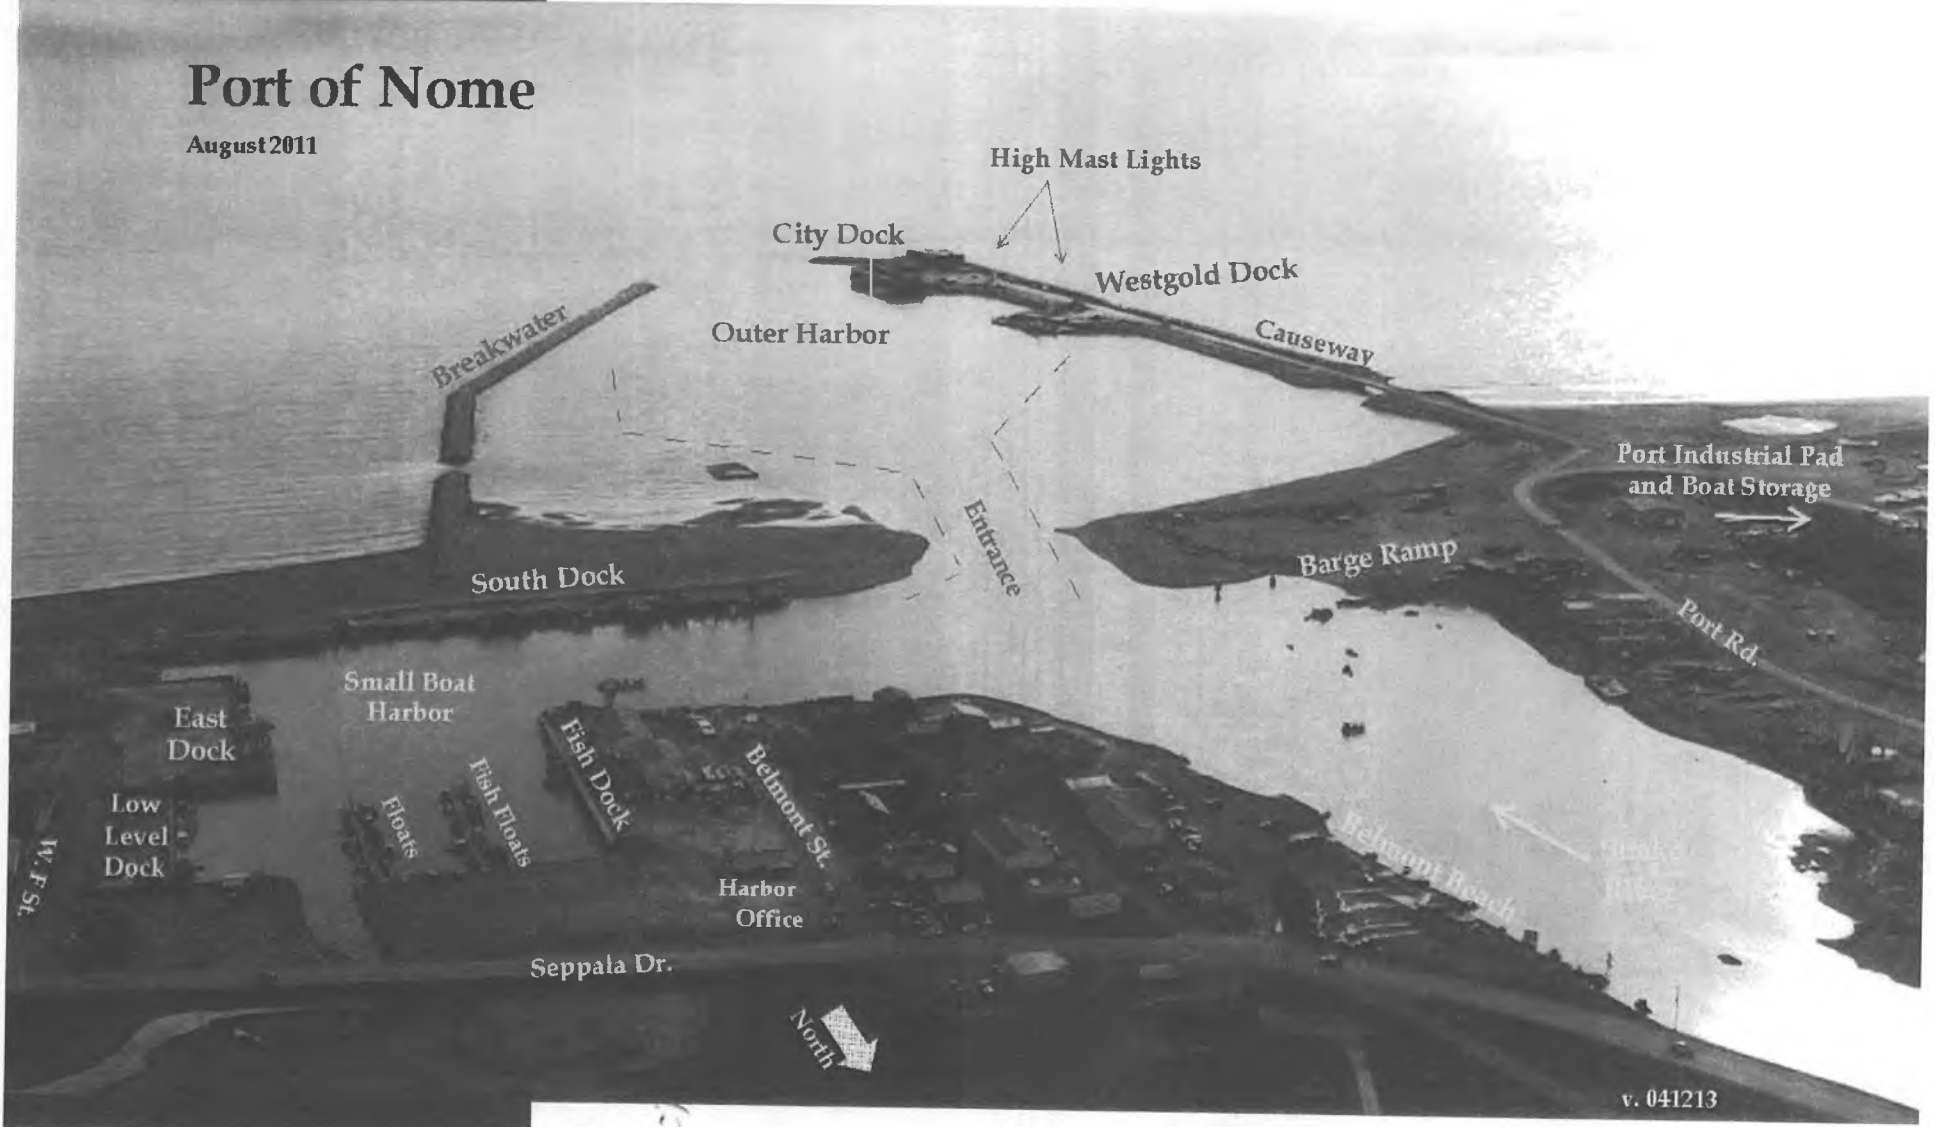 Port of Nome
August 2011
High Mast Lights
City Dock
Westgold Dock
Breakwater
Outer Harbor
Causeway
Port Industrial Pad
and Boat Storage
Entrance
South Dock
Barge Ramp
Port Rd.
Small Boat
Harbor
East
Dock
Fish Dock
Belmont St.
Fish Floats
Floats
Low
Level
Dock
W. F St.
Belmont Beach
Harbor
Office
Seppala Dr.
North
v. 041213